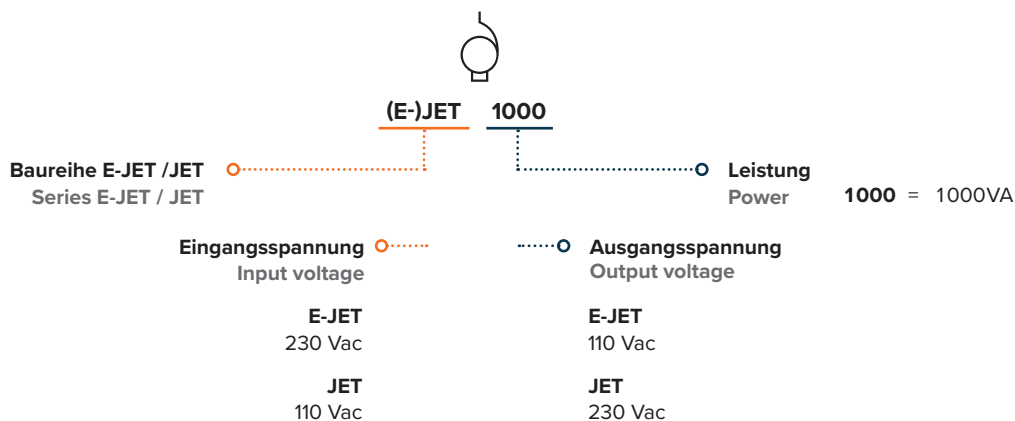 (E-)JET 1000
Baureihe E-JET /JET
Series E-JET / JET
Leistung
Power
1000 = 1000VA
Eingangsspannung
Input voltage
Ausgangsspannung
Output voltage
E-JET
230 Vac
JET
110 Vac
E-JET
110 Vac
JET
230 Vac